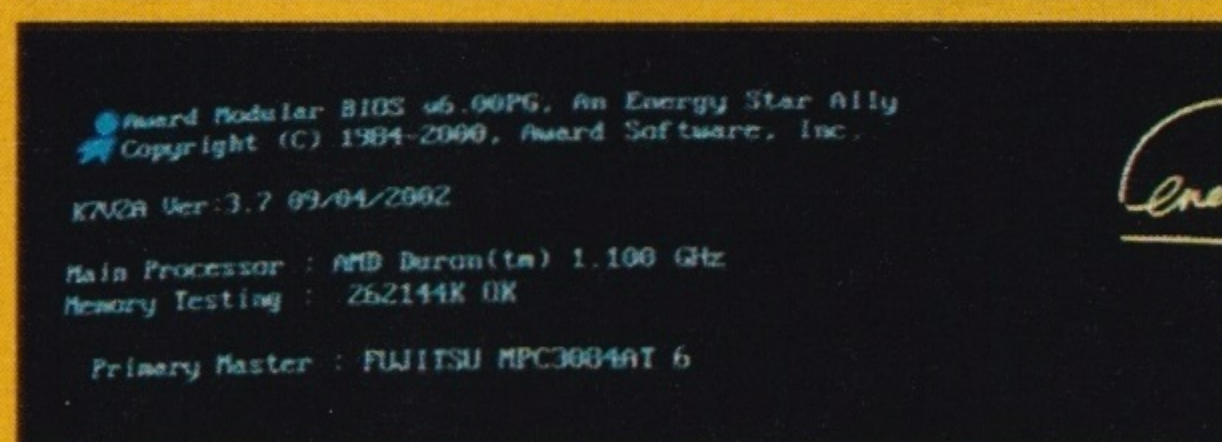 Award Modular BIOS v6.00PG, An Energy Star Ally
Copyright (C) 1984-2000, Award Software, Inc.
K7VZA Ver:3.7 09/04/2002
Main Processor : AMD Duron(tm) 1.100 GHz
Memory Testing : 262144K OK
Primary Master : FUJITSU MPC3084AT 6
ene